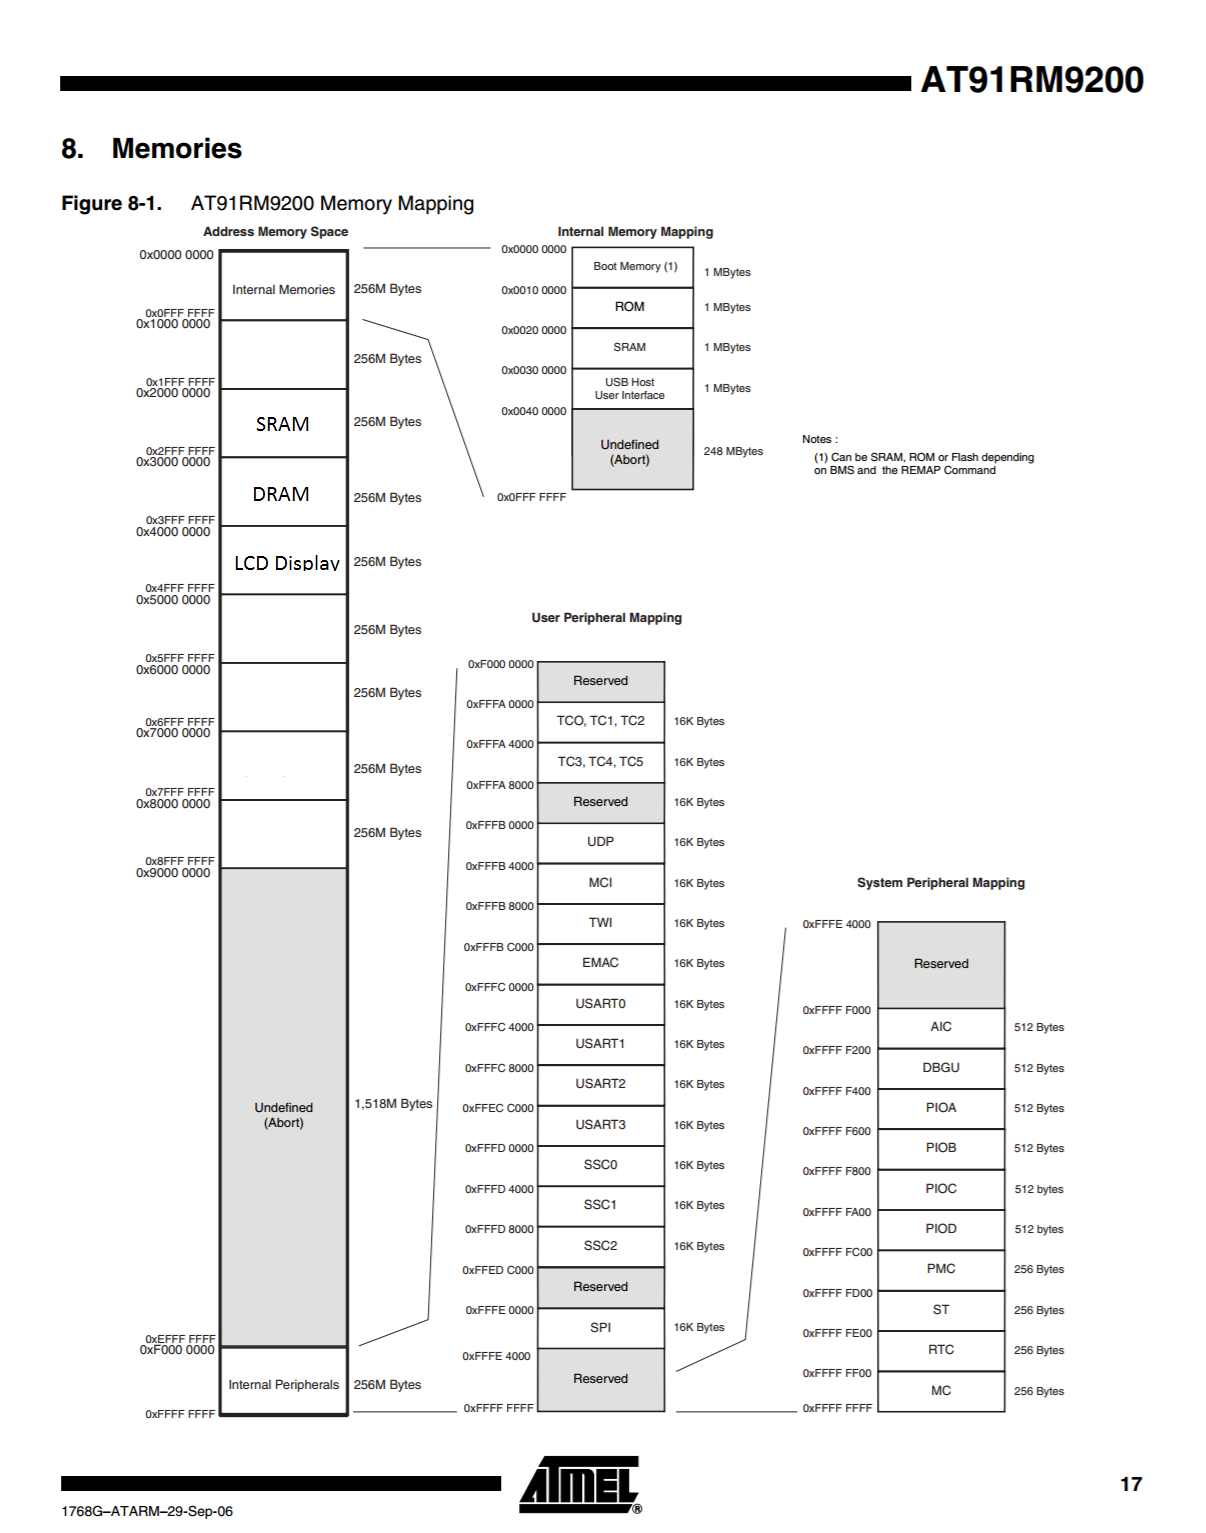 AT91RM9200
8. Memories
Figure 8-1. AT91RM9200 Memory Mapping
Address Memory Space
0x0000 0000
Internal Memories
256M Bytes
0x0FFF FFFF
0x1000 0000
256M Bytes
0x1FFF FFFF
0x2000 0000
SRAM
256M Bytes
0x2FFF FFFF
0x3000 0000
DRAM
256M Bytes
0x3FFF FFFF
0x4000 0000
LCD Display
256M Bytes
0x4FFF FFFF
0x5000 0000
256M Bytes
0x5FFF FFFF
0x6000 0000
256M Bytes
0x6FFF FFFF
0x7000 0000
256M Bytes
0x7FFF FFFF
0x8000 0000
256M Bytes
0x8FFF FFFF
0x9000 0000
Undefined
(Abort)
1,518M Bytes
0xEFFF FFFF
0xF000 0000
Internal Peripherals
256M Bytes
0xFFFF FFFF
Internal Memory Mapping
0x0000 0000
Boot Memory (1)
1 MBytes
0x0010 0000
ROM
1 MBytes
0x0020 0000
SRAM
1 MBytes
0x0030 0000
USB Host
User Interface
1 MBytes
0x0040 0000
Undefined
(Abort)
248 MBytes
0x0FFF FFFF
Notes :
(1) Can be SRAM, ROM or Flash depending
on BMS and the REMAP Command
User Peripheral Mapping
0xF000 0000
Reserved
0xFFFA 0000
TCO, TC1, TC2
16K Bytes
0xFFFA 4000
TC3, TC4, TC5
16K Bytes
0xFFFA 8000
Reserved
16K Bytes
0xFFFB 0000
UDP
16K Bytes
0xFFFB 4000
MCI
16K Bytes
0xFFFB 8000
TWI
16K Bytes
0xFFFB C000
EMAC
16K Bytes
0xFFFC 0000
USART0
16K Bytes
0xFFFC 4000
USART1
16K Bytes
0xFFFC 8000
USART2
16K Bytes
0xFFEC C000
USART3
16K Bytes
0xFFFD 0000
SSC0
16K Bytes
0xFFFD 4000
SSC1
16K Bytes
0xFFFD 8000
SSC2
16K Bytes
0xFFED C000
Reserved
0xFFFE 0000
SPI
16K Bytes
0xFFFE 4000
Reserved
0xFFFF FFFF
System Peripheral Mapping
0xFFFE 4000
Reserved
0xFFFF F000
AIC
512 Bytes
0xFFFF F200
DBGU
512 Bytes
0xFFFF F400
PIOA
512 Bytes
0xFFFF F600
PIOB
512 Bytes
0xFFFF F800
PIOC
512 bytes
0xFFFF FA00
PIOD
512 bytes
0xFFFF FC00
PMC
256 Bytes
0xFFFF FD00
ST
256 Bytes
0xFFFF FE00
RTC
256 Bytes
0xFFFF FF00
MC
256 Bytes
0xFFFF FFFF
ATMEL®
17
1768G–ATARM–29-Sep-06